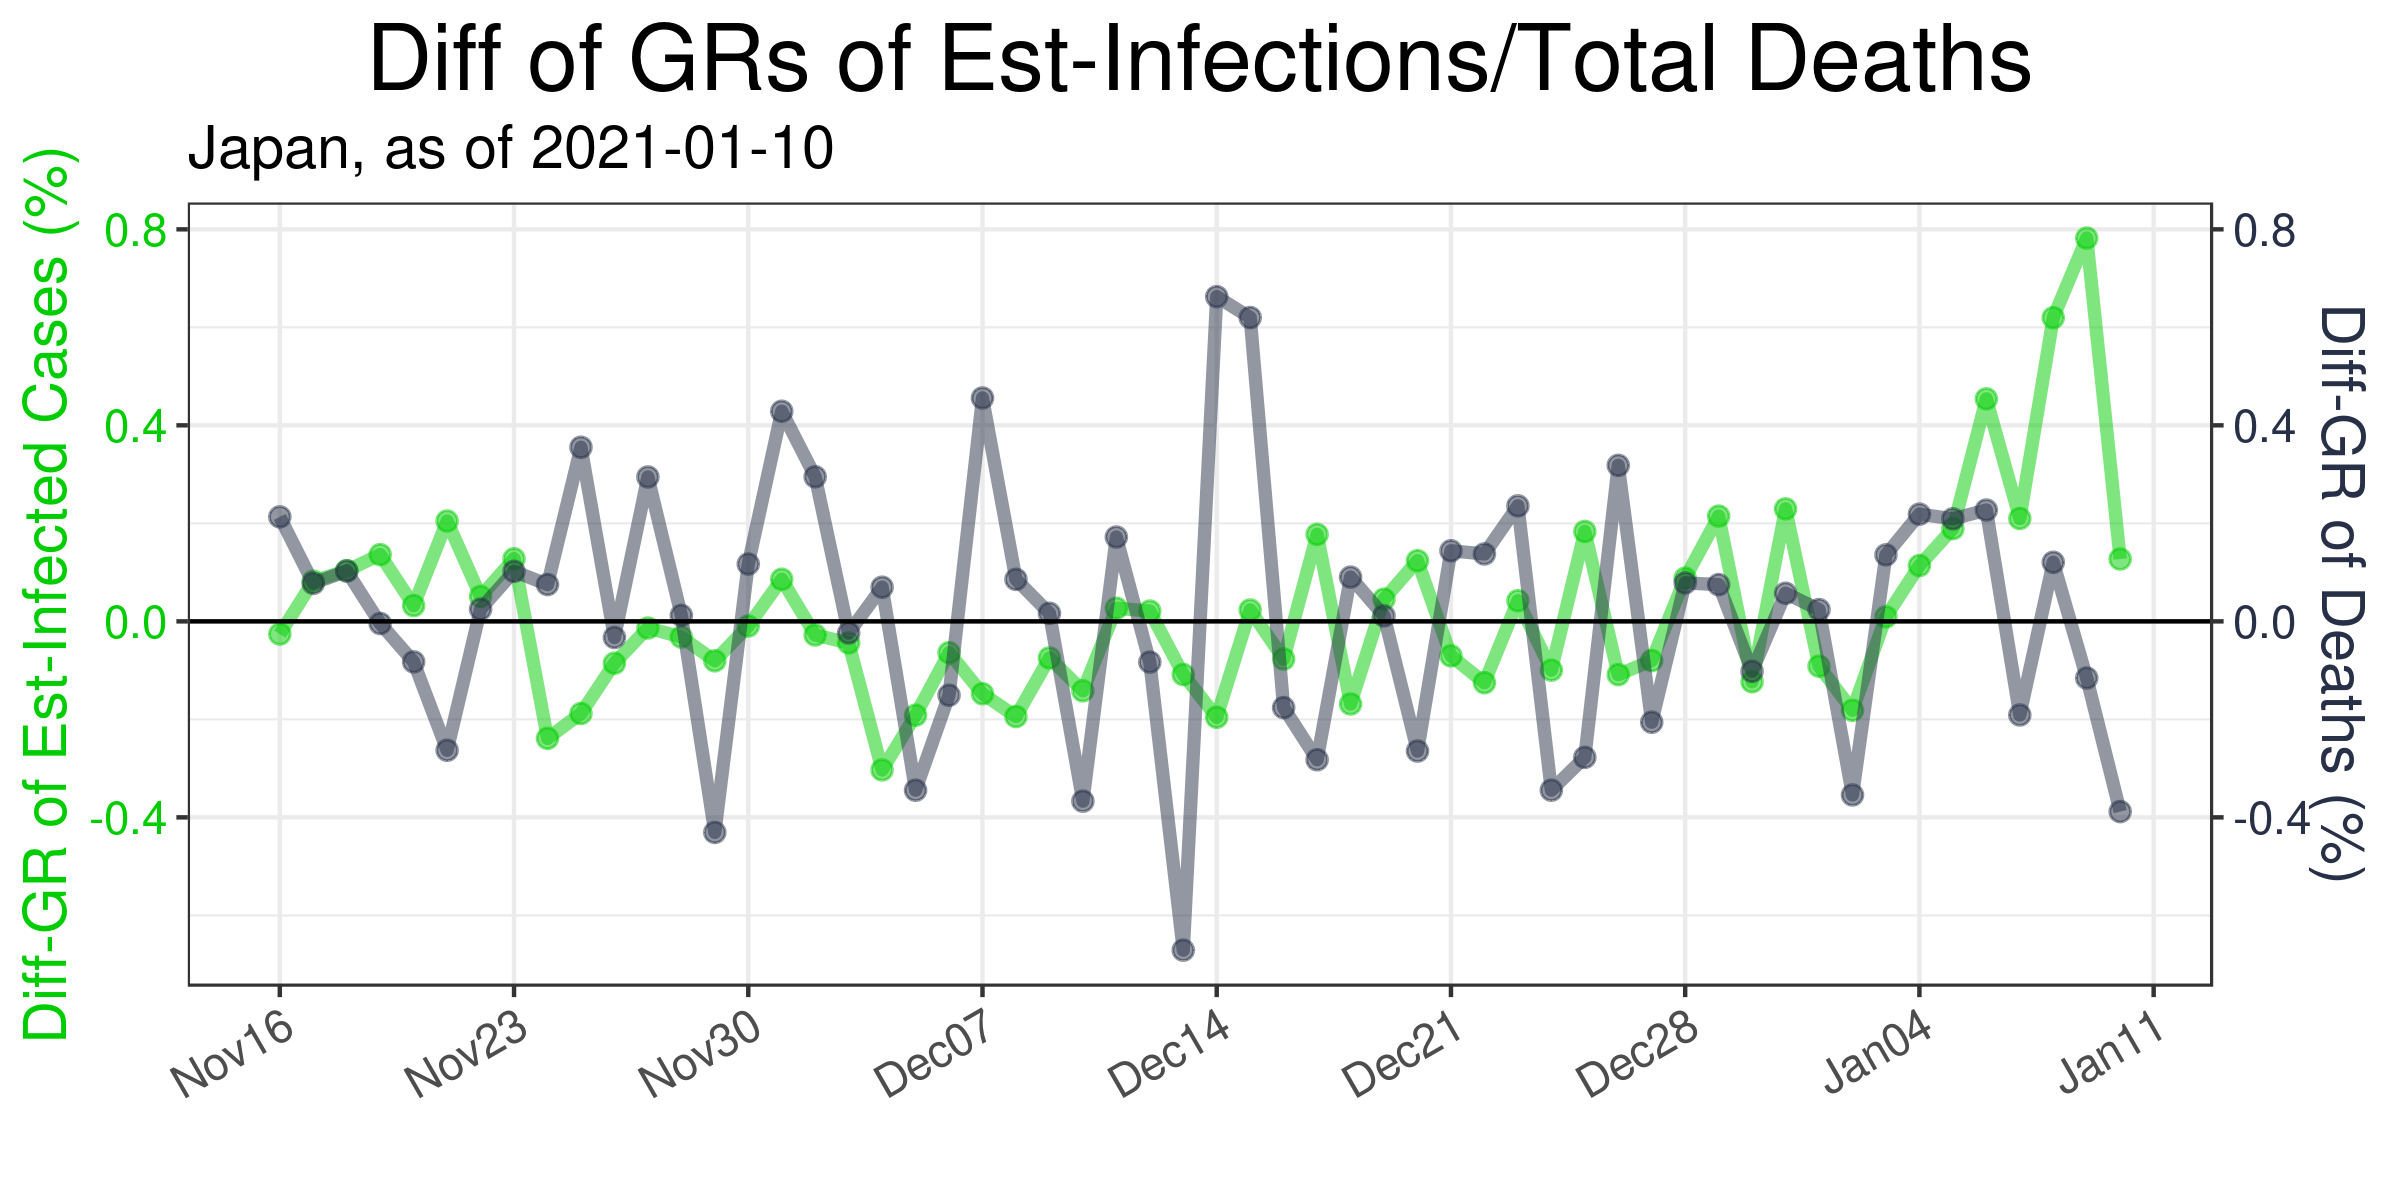 Diff of GRs of Est-Infections/Total Deaths
Japan, as of 2021-01-10
Diff-GR of Est-Infected Cases (%)
0.8
0.4
0.0
-0.4
0.8
0.4
0.0
-0.4
Diff-GR of Deaths (%)
Nov16 Nov23 Nov30 Dec07 Dec14 Dec21 Dec28 Jan04 Jan11